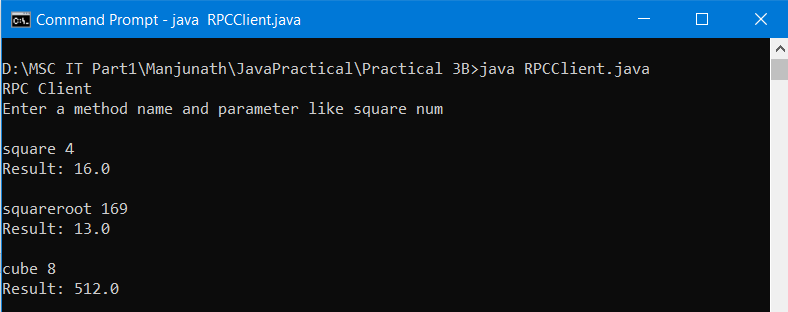 Command Prompt - java  RPCClient.java
D:\MSC IT Part1\Manjunath\JavaPractical\Practical 3B>java RPCClient.java
RPC Client
Enter a method name and parameter like square num
square 4
Result: 16.0
squareroot 169
Result: 13.0
cube 8
Result: 512.0